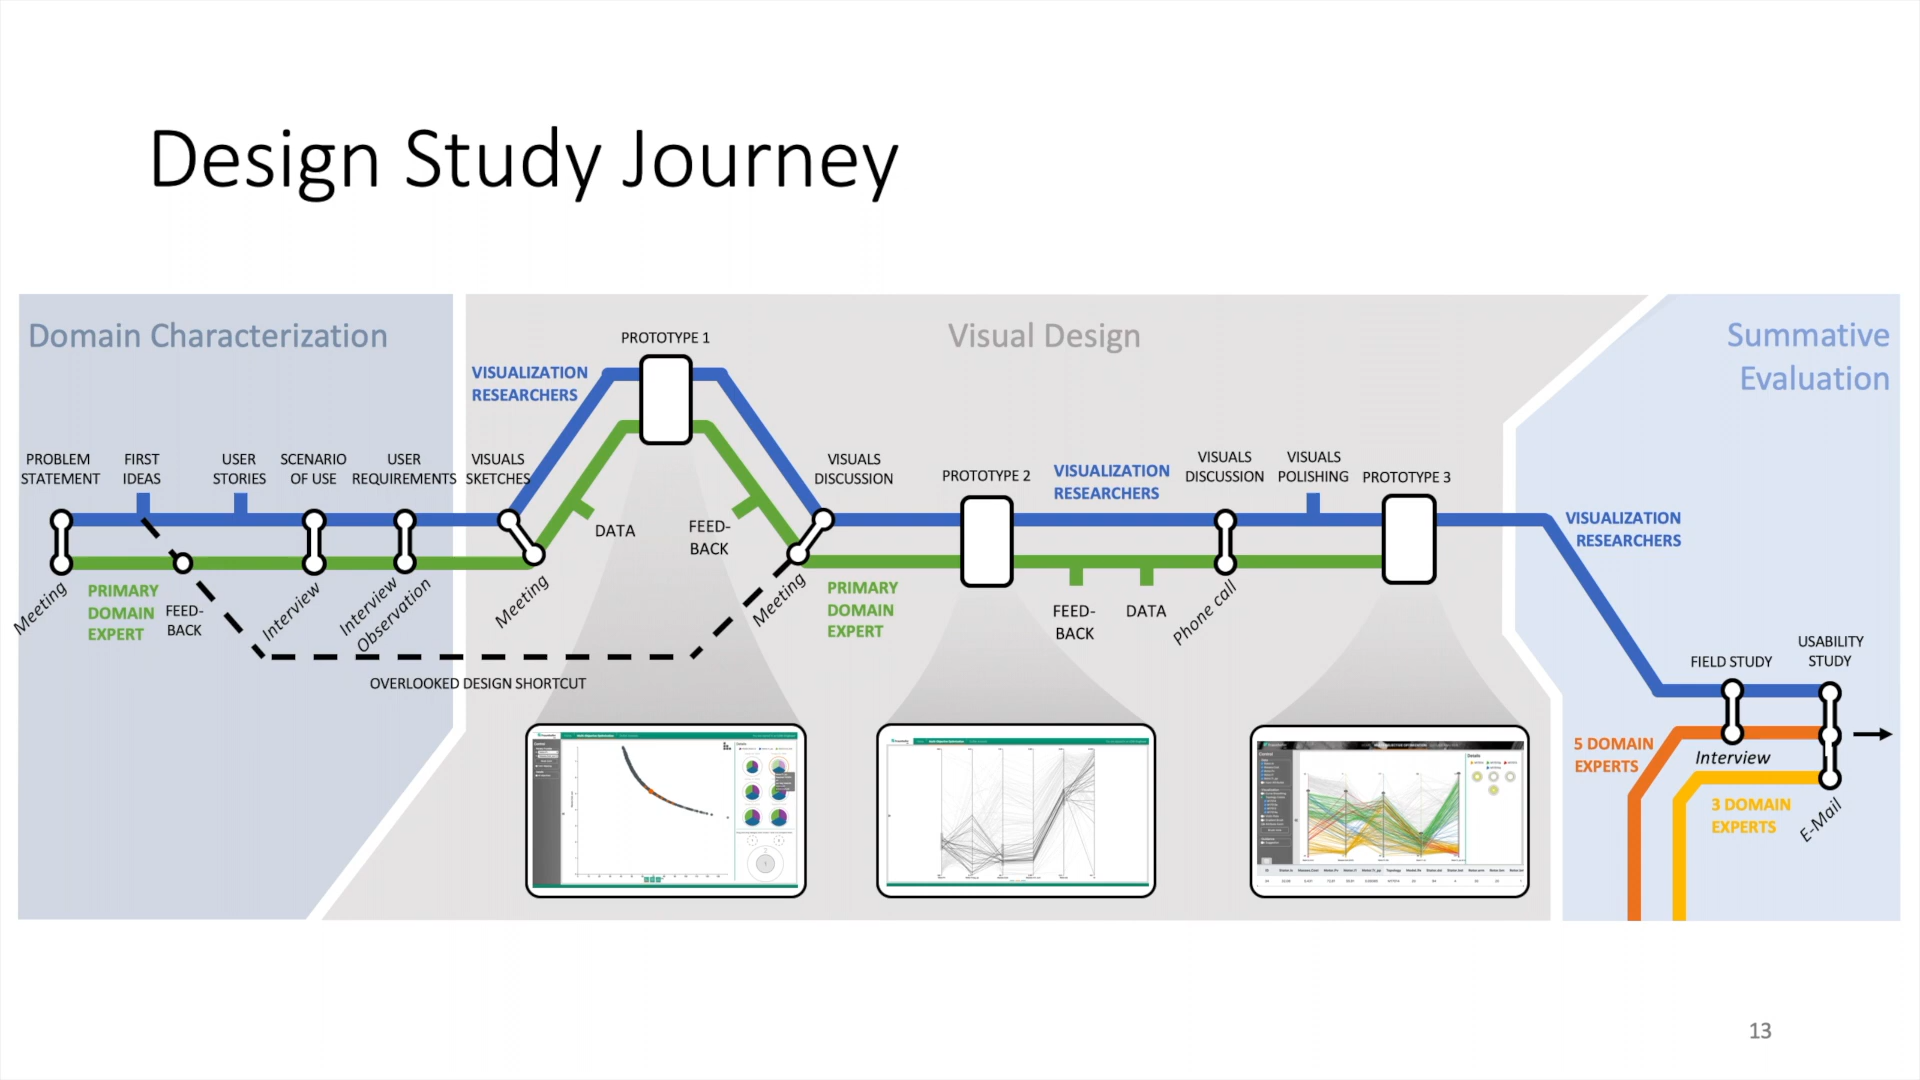 Design Study Journey
Domain Characterization
Visual Design
Summative
Evaluation
PROTOTYPE 1
VISUALIZATION
RESEARCHERS
PROBLEM
STATEMENT
FIRST
IDEAS
USER
STORIES
SCENARIO
OF USE
USER
REQUIREMENTS
VISUALS
SKETCHES
DATA
FEED-
BACK
VISUALS
DISCUSSION
PROTOTYPE 2
VISUALIZATION
RESEARCHERS
VISUALS
DISCUSSION
VISUALS
POLISHING
PROTOTYPE 3
VISUALIZATION
RESEARCHERS
Meeting
PRIMARY
DOMAIN
EXPERT
FEED-
BACK
Interview
Interview
Observation
Meeting
Meeting
PRIMARY
DOMAIN
EXPERT
FEED-
BACK
DATA
Phone call
OVERLOOKED DESIGN SHORTCUT
FIELD STUDY
USABILITY
STUDY
5 DOMAIN
EXPERTS
Interview
3 DOMAIN
EXPERTS
E-Mail
13